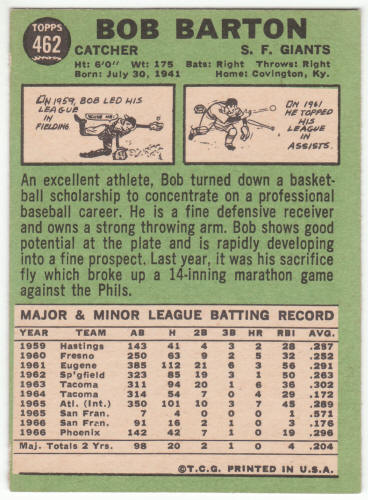 TOPPS
462
BOB BARTON
CATCHER S. F. GIANTS
Ht: 6'0" Wt: 175 Bats: Right Throws: Right
Born: July 30, 1941 Home: Covington, Ky.
IN 1959, BOB LED HIS
LEAGUE
IN
FIELDING.
IN 1961
HE TOPPED
HIS
LEAGUE
IN
ASSISTS.
An excellent athlete, Bob turned down a basket-
ball scholarship to concentrate on a professional
baseball career. He is a fine defensive receiver
and owns a strong throwing arm. Bob shows
good potential at the plate and is rapidly developing
into a fine prospect. Last year, it was his sacrifice
fly which broke up a 14-inning marathon game
against the Phils.
MAJOR & MINOR LEAGUE BATTING RECORD
YEAR TEAM AB H 2B 3B HR RBI AVG.
1959 Hastings 143 41 4 3 2 28 .287
1960 Fresno 250 63 9 2 5 32 .252
1961 Eugene 385 112 21 6 3 56 .291
1962 Sp'gfield 323 85 19 3 1 50 .263
1963 Tacoma 311 94 20 1 6 36 .302
1964 Tacoma 314 54 7 0 4 29 .172
1965 Atl. (Int.) 350 101 10 3 7 45 .289
1965 San Fran. 7 4 0 0 0 1 .571
1966 San Fran. 91 16 2 1 0 3 .176
1966 Phoenix 142 42 7 1 0 19 .296
Maj. Totals 2 Yrs. 98 20 2 1 0 4 .204
©T.C.G. PRINTED IN U.S.A.